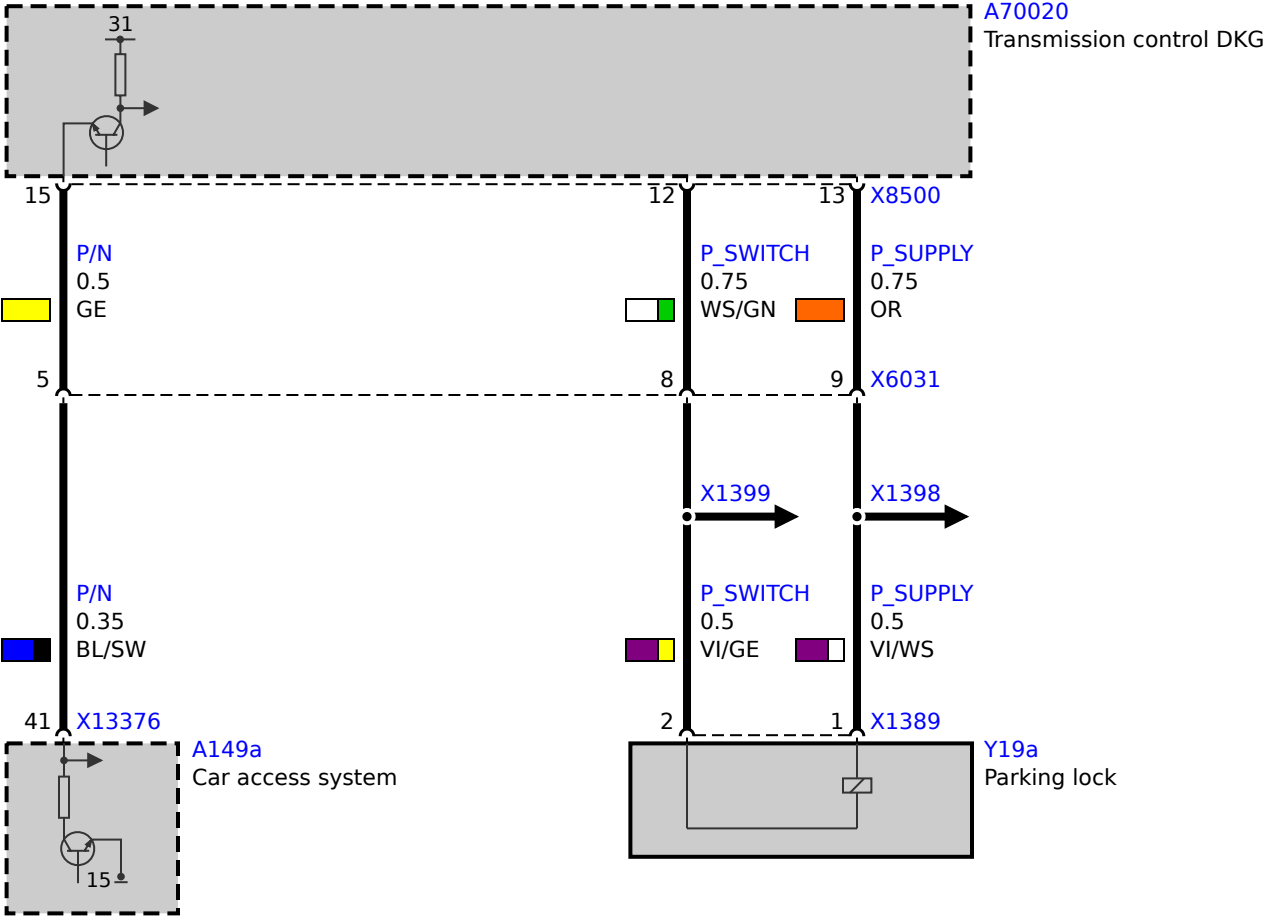 31
A70020
Transmission control DKG
15
12
13
X8500
P/N
0.5
GE
P_SWITCH
0.75
WS/GN
P_SUPPLY
0.75
OR
5
8
9
X6031
X1399
X1398
P/N
0.35
BL/SW
P_SWITCH
0.5
VI/GE
P_SUPPLY
0.5
VI/WS
41
X13376
2
1
X1389
A149a
Car access system
15
Y19a
Parking lock